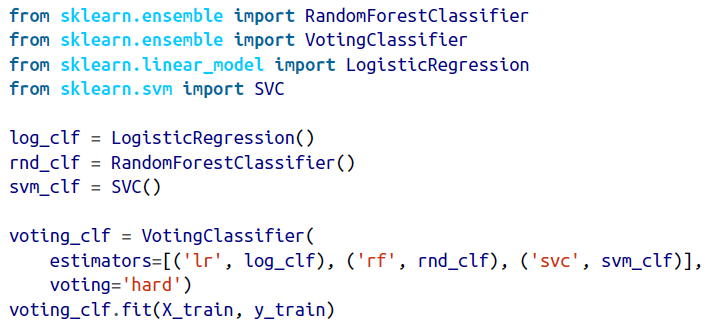 from sklearn.ensemble import RandomForestClassifier
from sklearn.ensemble import VotingClassifier
from sklearn.linear_model import LogisticRegression
from sklearn.svm import SVC

log_clf = LogisticRegression()
rnd_clf = RandomForestClassifier()
svm_clf = SVC()

voting_clf = VotingClassifier(
    estimators=[('lr', log_clf), ('rf', rnd_clf), ('svc', svm_clf)],
    voting='hard')
voting_clf.fit(X_train, y_train)